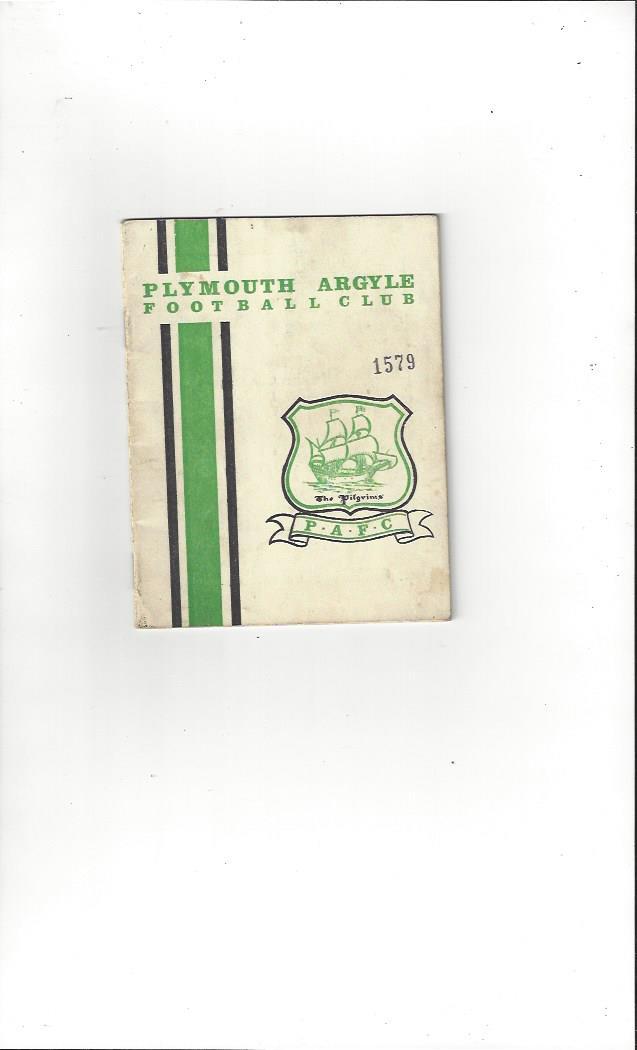 PLYMOUTH ARGYLE
FOOTBALL CLUB
1579
The Pilgrims
P·A·F·C